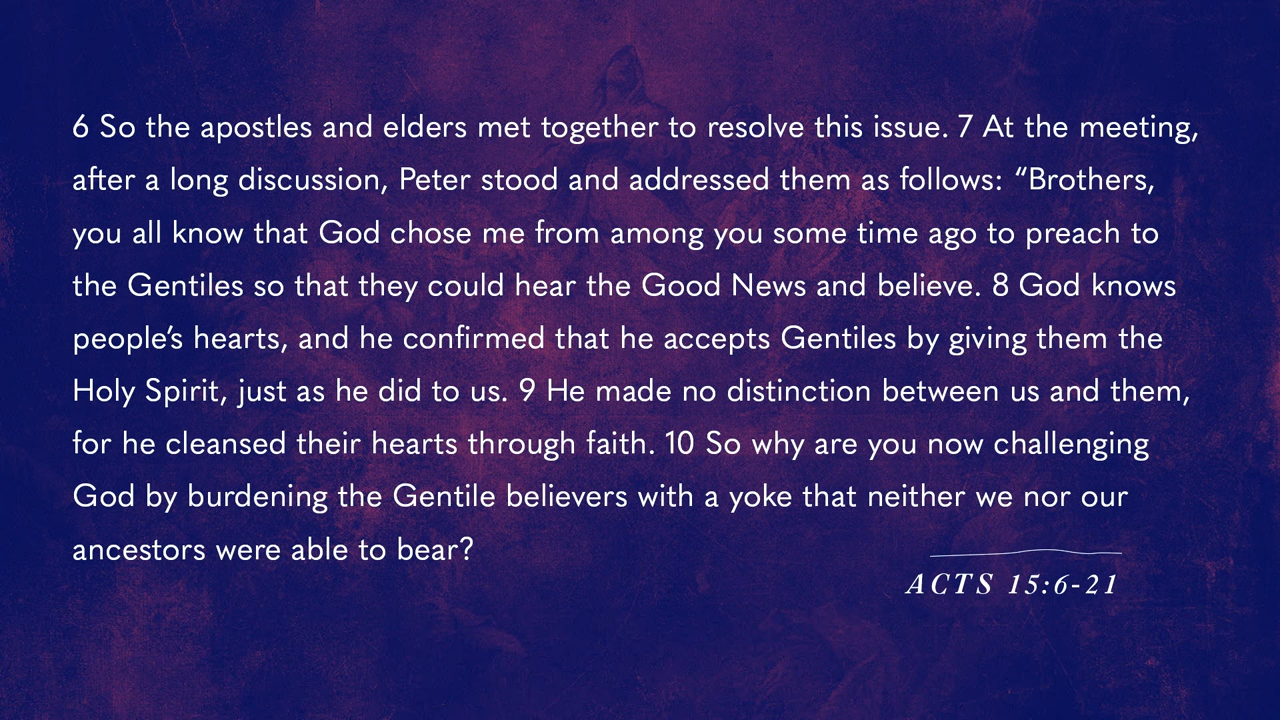 6 So the apostles and elders met together to resolve this issue. 7 At the meeting,
after a long discussion, Peter stood and addressed them as follows: “Brothers,
you all know that God chose me from among you some time ago to preach to
the Gentiles so that they could hear the Good News and believe. 8 God knows
people’s hearts, and he confirmed that he accepts Gentiles by giving them the
Holy Spirit, just as he did to us. 9 He made no distinction between us and them,
for he cleansed their hearts through faith. 10 So why are you now challenging
God by burdening the Gentile believers with a yoke that neither we nor our
ancestors were able to bear?
ACTS 15:6-21